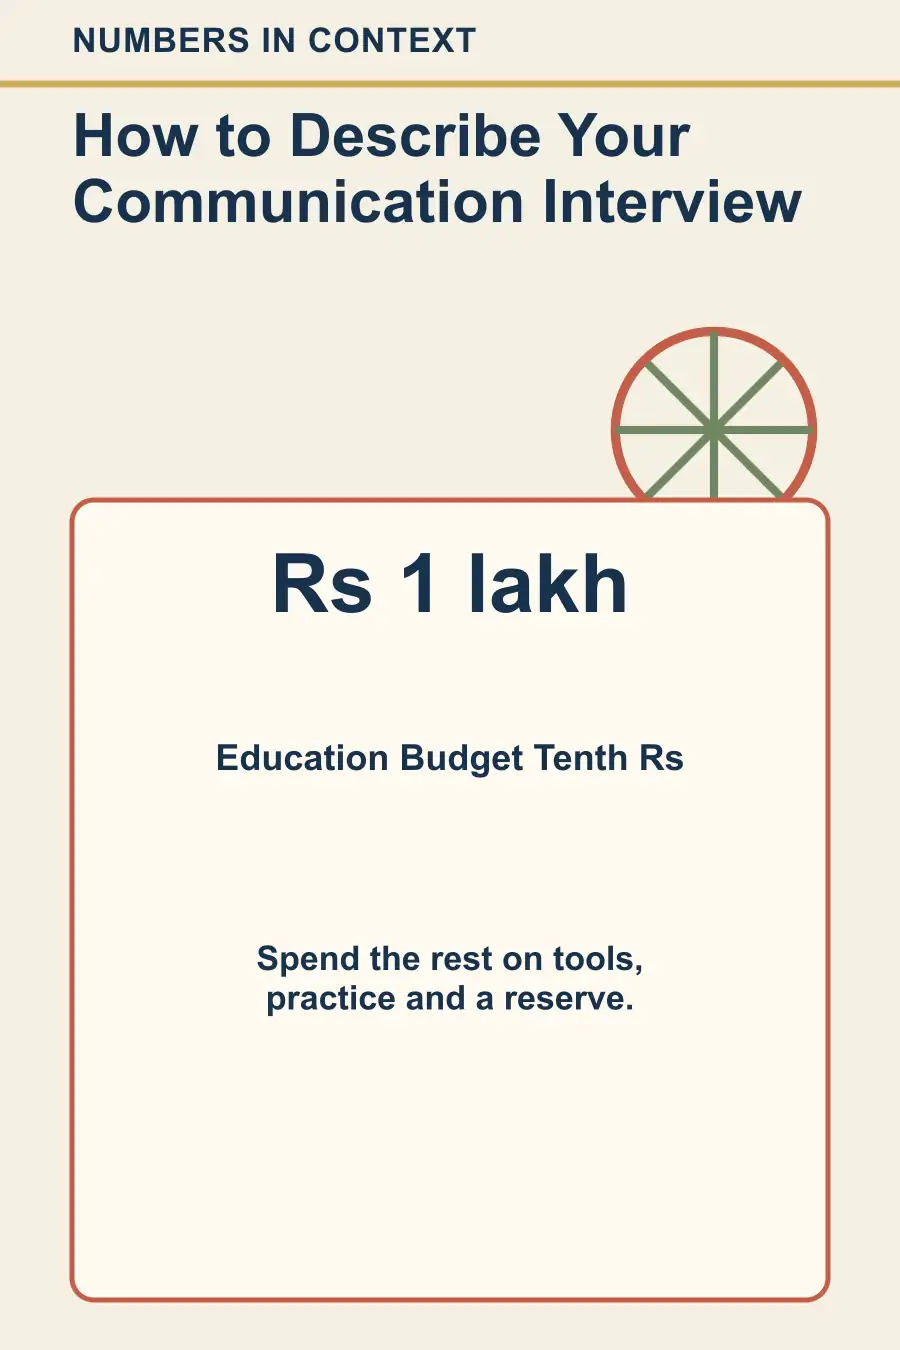 NUMBERS IN CONTEXT
How to Describe Your
Communication Interview
Rs 1 lakh
Education Budget Tenth Rs
Spend the rest on tools,
practice and a reserve.